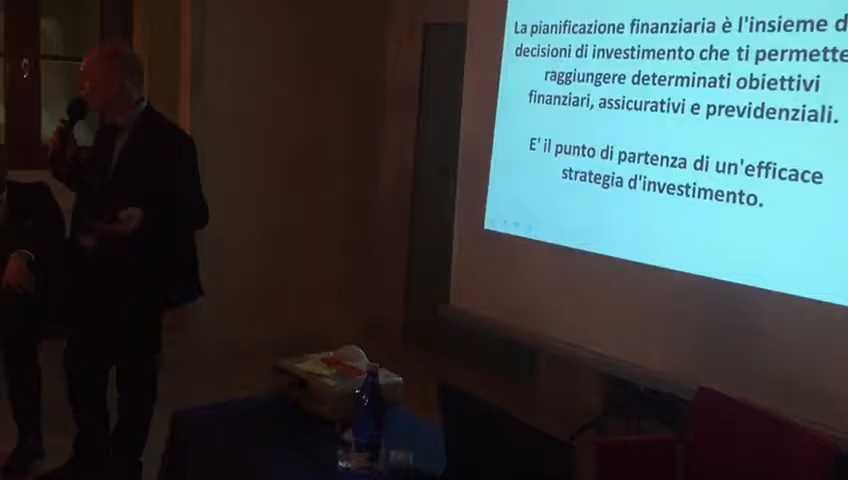 La pianificazione finanziaria è l'insieme d
decisioni di investimento che ti permette
raggiungere determinati obiettivi
finanziari, assicurativi e previdenziali.
E' il punto di partenza di un'efficace
strategia d'investimento.